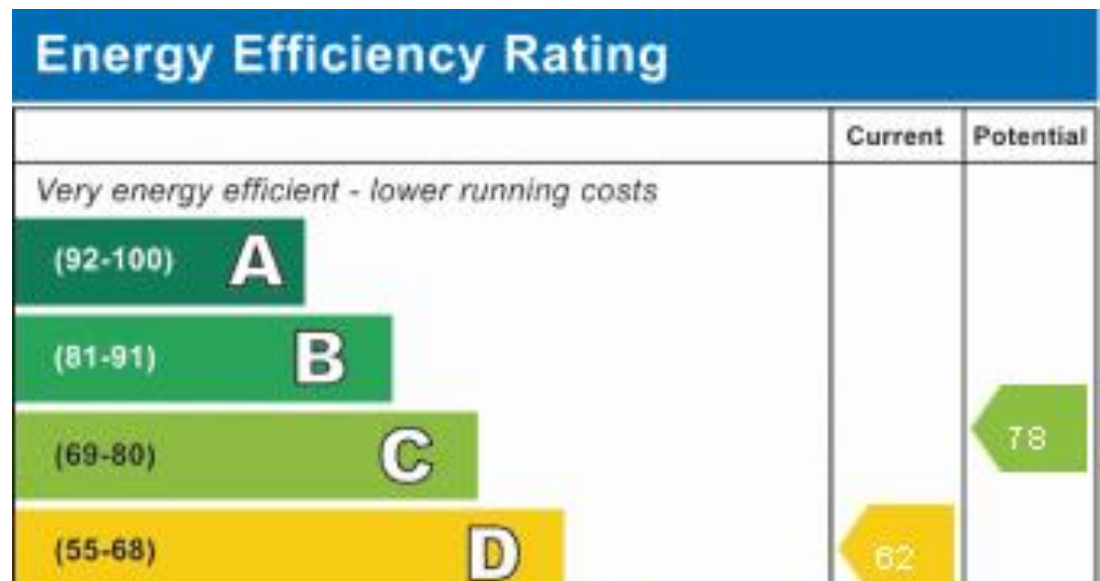 Energy Efficiency Rating
Current Potential
Very energy efficient - lower running costs
(92-100) A
(81-91) B
(69-80) C
78
(55-68) D
62